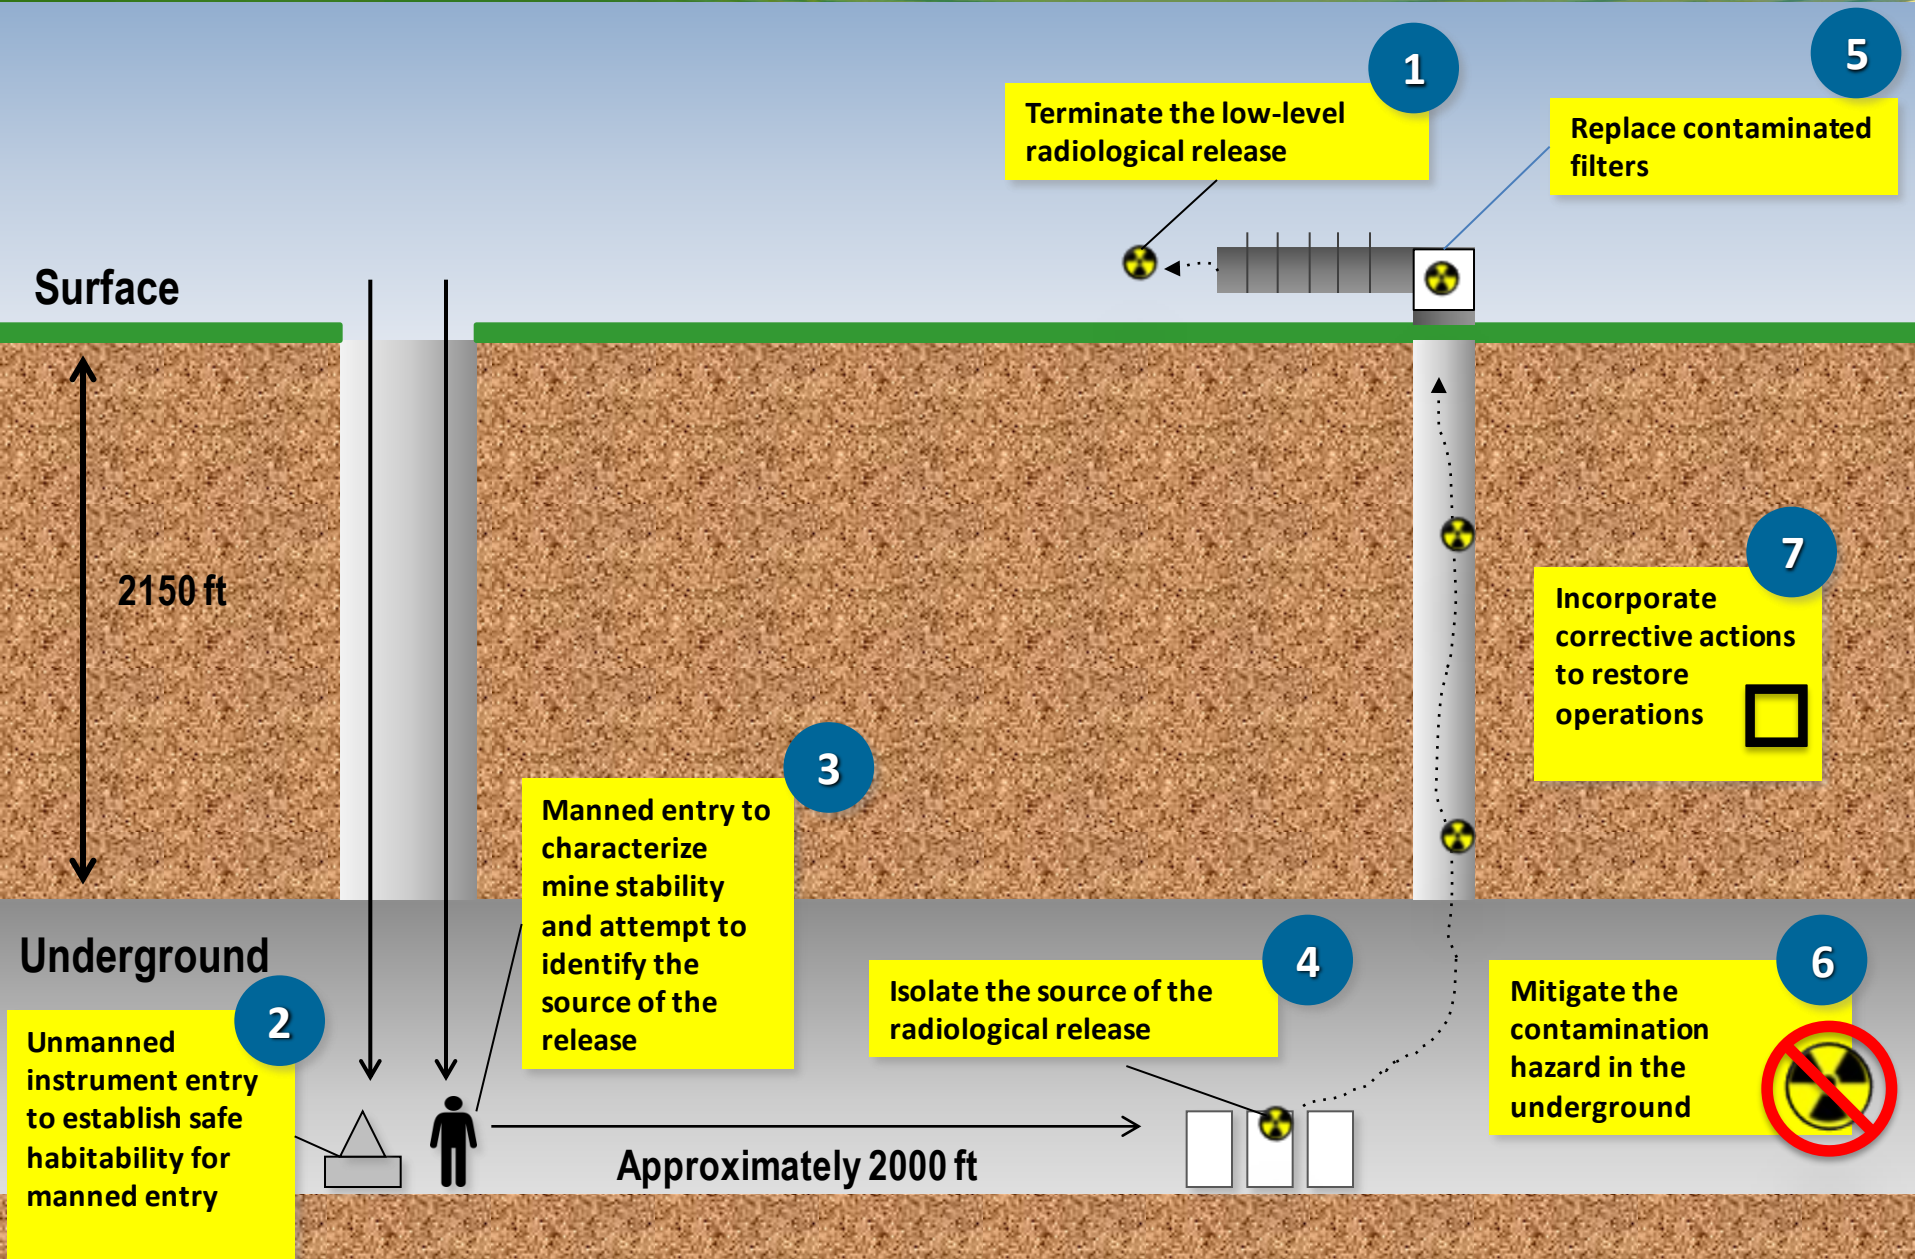 1
Terminate the low-level
radiological release
5
Replace contaminated
filters
Surface
2150 ft
7
Incorporate
corrective actions
to restore
operations
3
Manned entry to
characterize
mine stability
and attempt to
identify the
source of the
release
Underground
2
Unmanned
instrument entry
to establish safe
habitability for
manned entry
4
Isolate the source of the
radiological release
6
Mitigate the
contamination
hazard in the
underground
Approximately 2000 ft